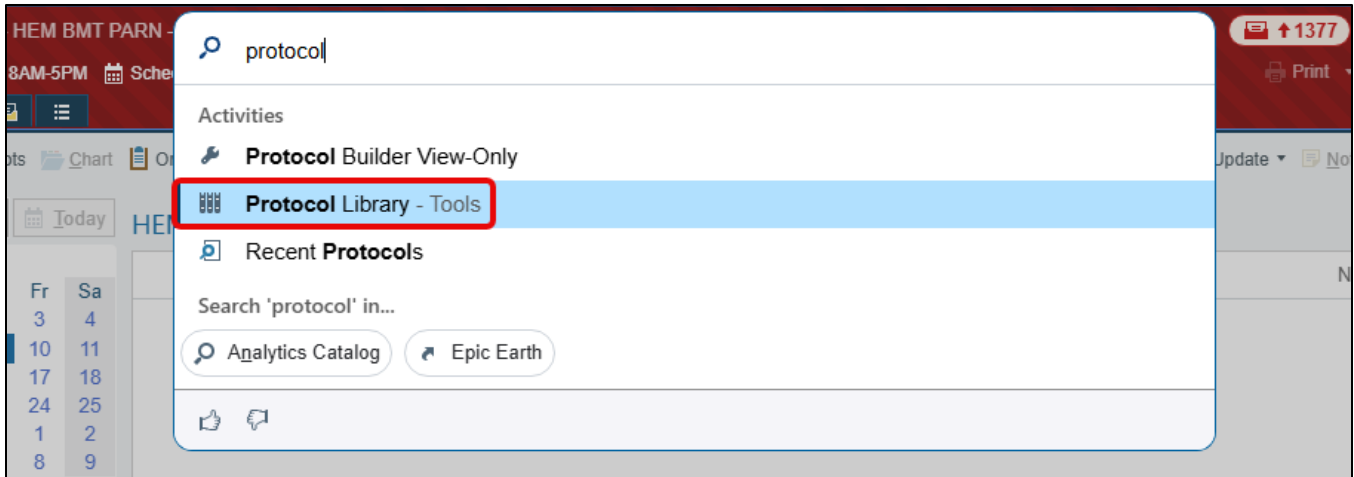 HEM BMT PARN -
protocol
1377
8AM-5PM
Print
Activities
Protocol Builder View-Only
Chart
Update
Protocol Library - Tools
Today
Recent Protocols
Fr Sa
Search 'protocol' in...
3 4
10 11
Analytics Catalog Epic Earth
17 18
24 25
1 2
8 9